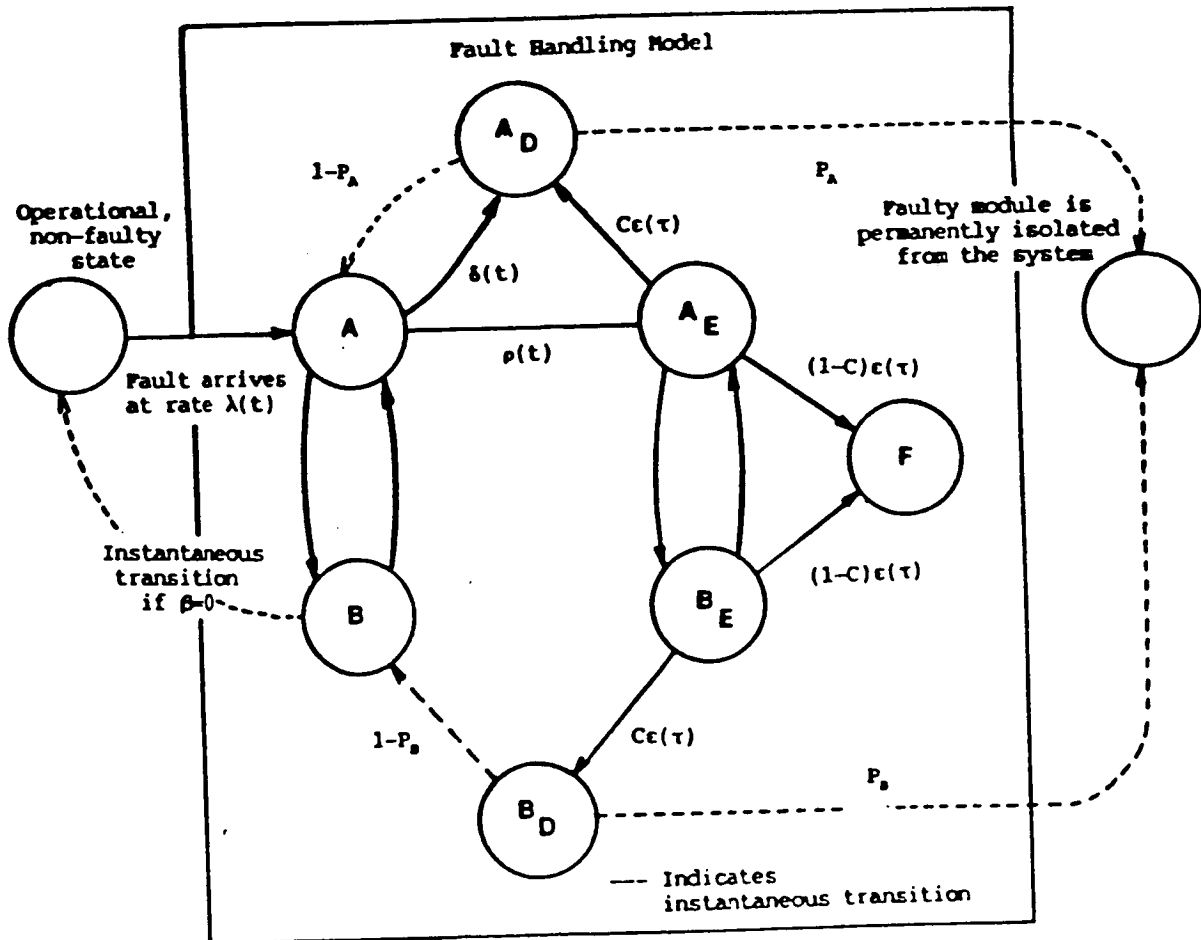 Fault Handling Model
A D
1-P A
P A
Operational,
non-faulty
state
Cε(τ)
Faulty module is
permanently isolated
from the system
δ(t)
A
A E
ρ(t)
(1-C)ε(τ)
Fault arrives
at rate λ(t)
F
Instantaneous
transition
if β=0
(1-C)ε(τ)
B
B E
Cε(τ)
1-P B
P B
B D
--- Indicates
instantaneous transition